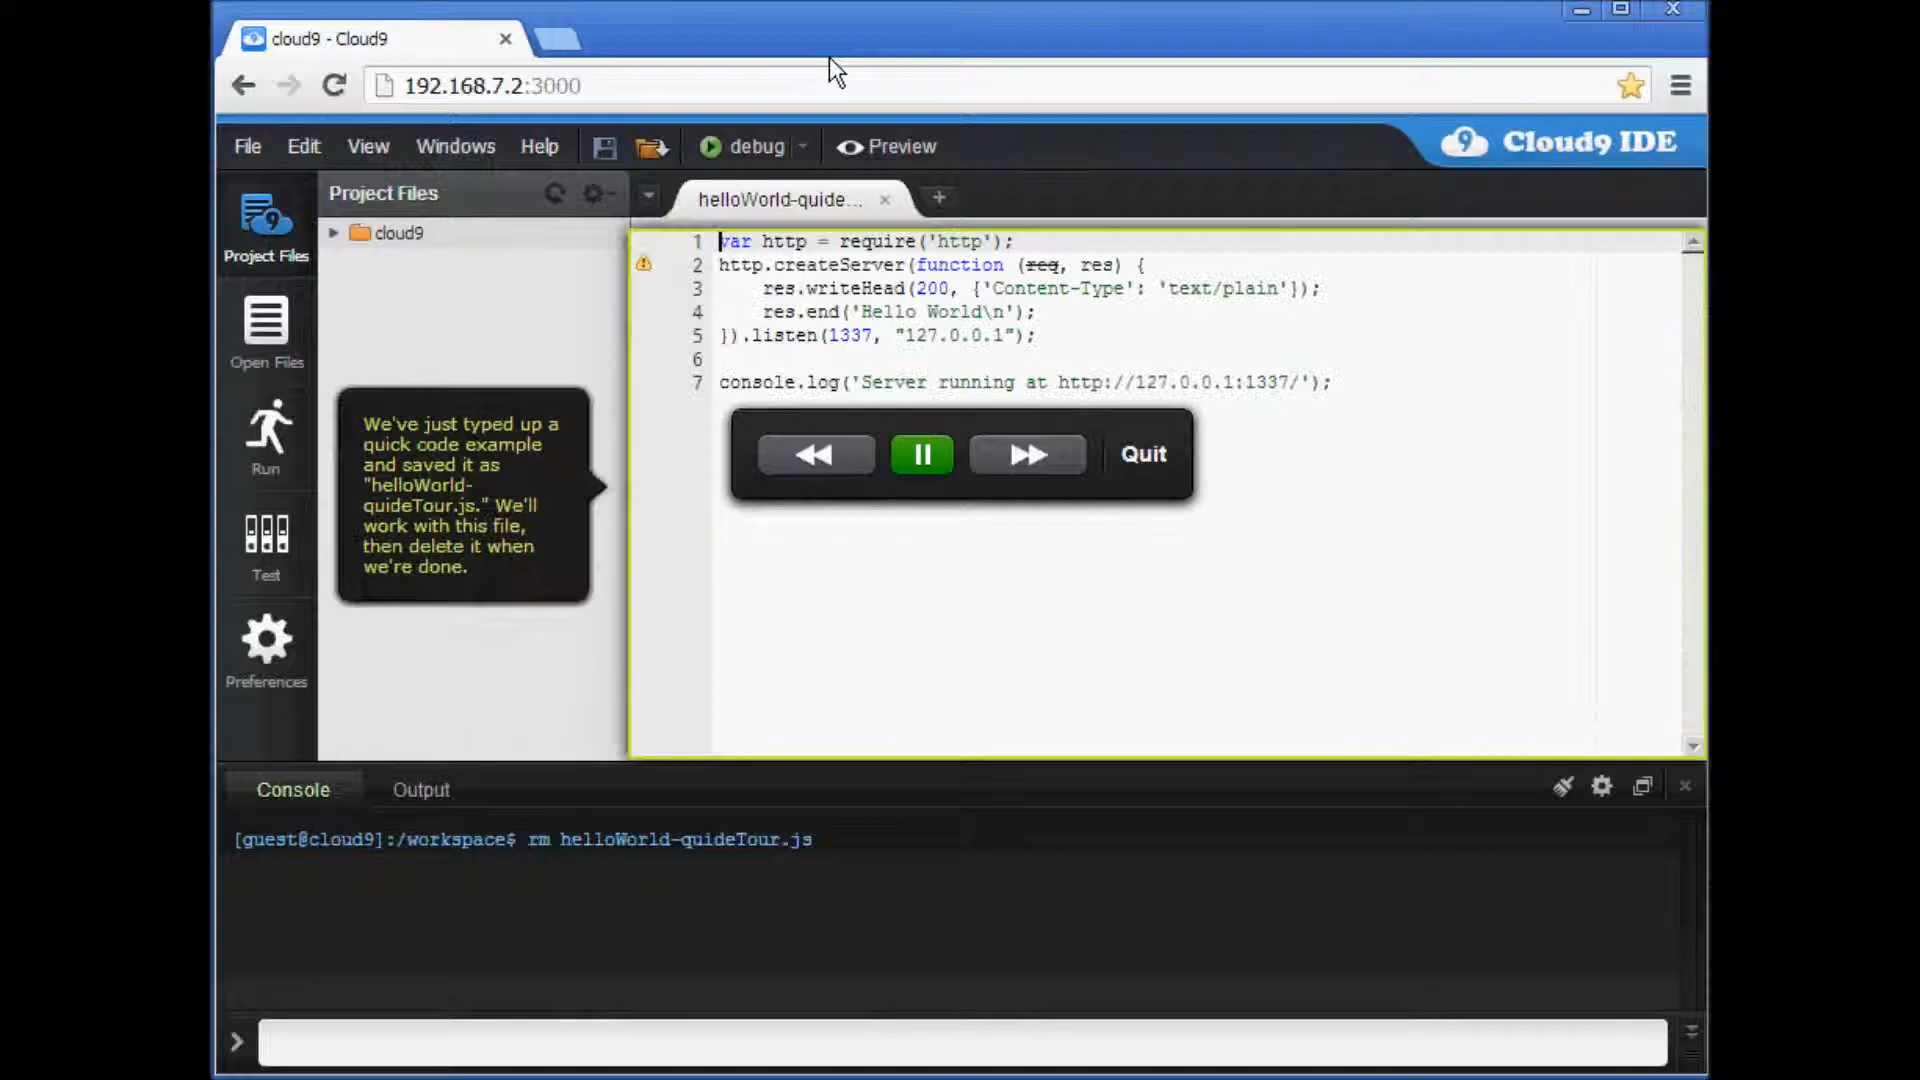 cloud9 - Cloud9
192.168.7.2:3000
File Edit View Windows Help debug Preview Cloud9 IDE
Project Files
helloWorld-quide...
cloud9
Project Files
Open Files
Run
Test
Preferences
1 var http = require('http');
2 http.createServer(function (req, res) {
3 res.writeHead(200, {'Content-Type': 'text/plain'});
4 res.end('Hello World\n');
5 }).listen(1337, "127.0.0.1");
6
7 console.log('Server running at http://127.0.0.1:1337/');
We've just typed up a
quick code example
and saved it as
"helloWorld-
quideTour.js." We'll
work with this file,
then delete it when
we're done.
Quit
Console Output
[guest@cloud9]:/workspace$ rm helloWorld-quideTour.js